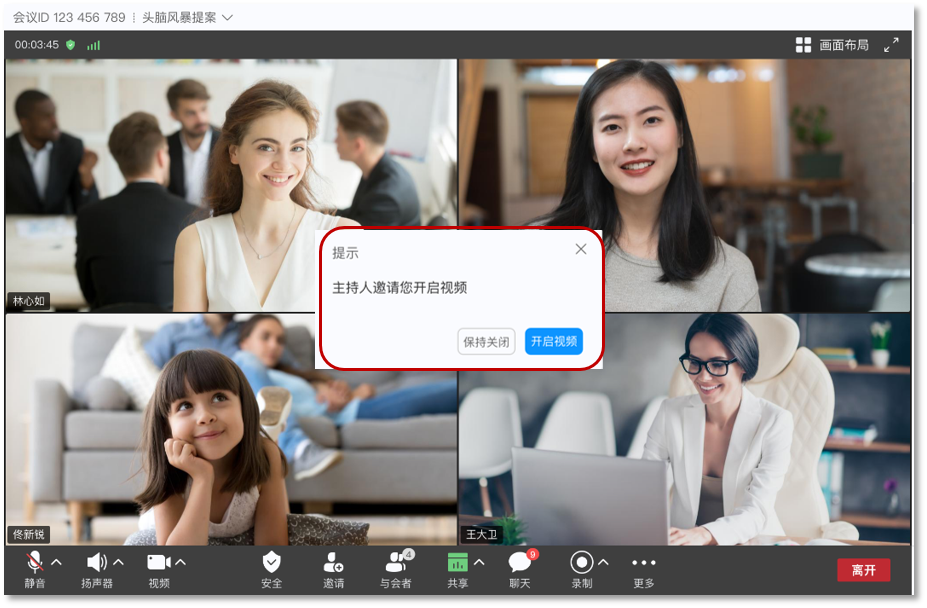 会议ID 123 456 789 头脑风暴提案
00:03:45 画面布局
提示
主持人邀请您开启视频
林心如
保持关闭 开启视频
佟新锐 王大卫
4 9
静音 扬声器 视频 安全 邀请 与会者 共享 聊天 录制 更多 离开